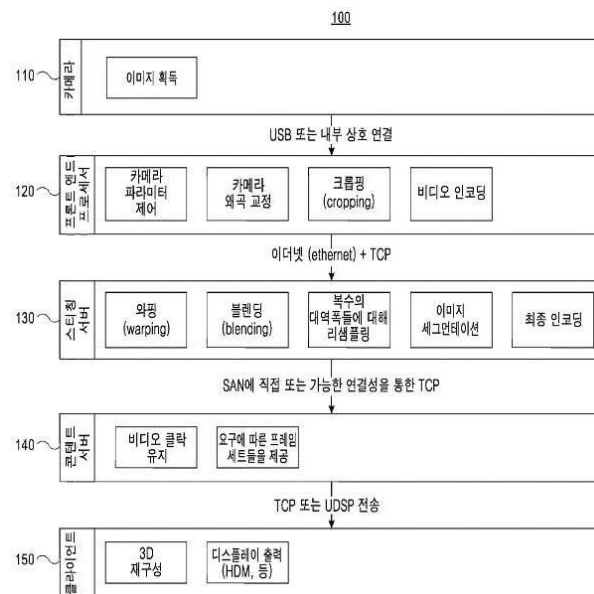 100
110
카메라
이미지 획득
USB 또는 내부 상호 연결
120
프론트 엔드
프로세서
카메라
파라미터
제어
카메라
왜곡 교정
크롭핑
(cropping)
비디오 인코딩
이더넷 (ethernet) + TCP
130
스티칭
서버
와핑
(warping)
블렌딩
(blending)
복수의
대역폭들에 대해
리샘플링
이미지
세그먼테이션
최종 인코딩
SAN에 직접 또는 가능한 연결성을 통한 TCP
140
콘텐트
서버
비디오 클락
유지
요구에 따른 프레임
세트들을 제공
TCP 또는 UDSP 전송
150
클라이언트
3D
재구성
디스플레이 출력
(HDM, 등)